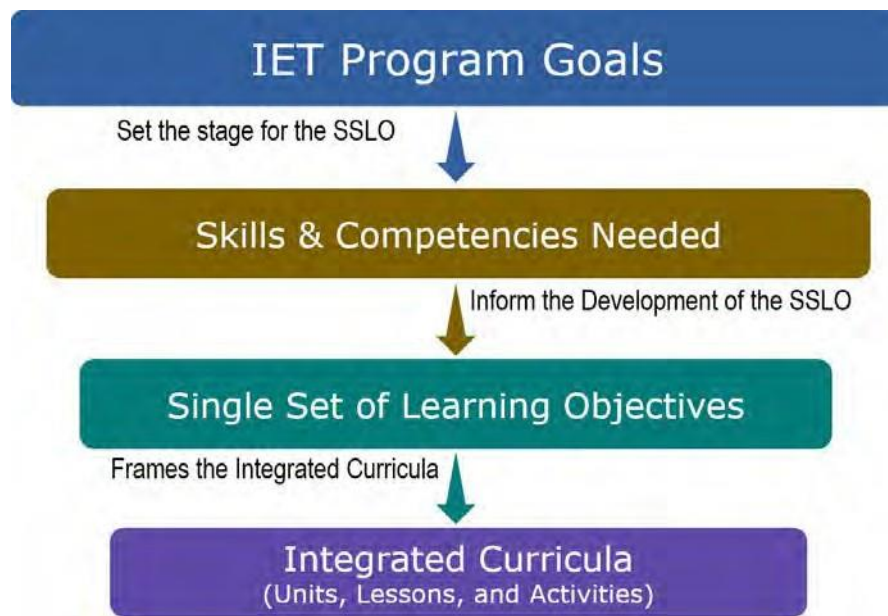 IET Program Goals
Set the stage for the SSLO
Skills & Competencies Needed
Inform the Development of the SSLO
Single Set of Learning Objectives
Frames the Integrated Curricula
Integrated Curricula
(Units, Lessons, and Activities)